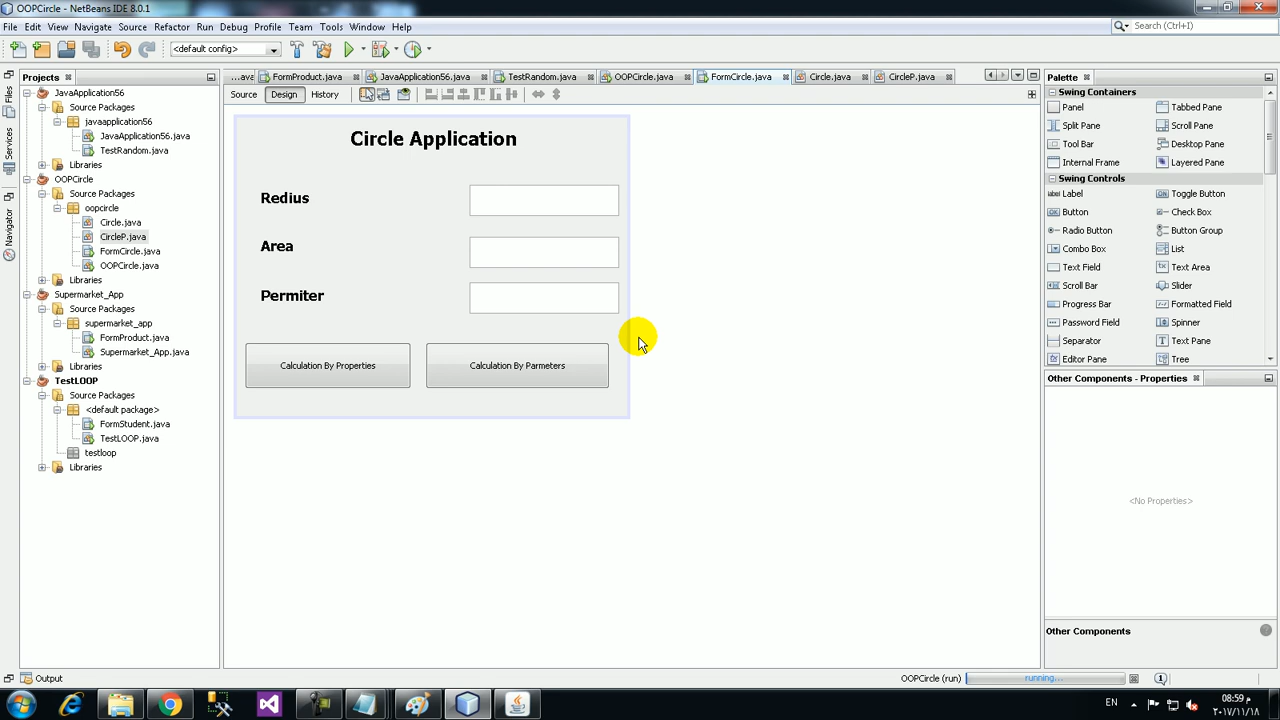 OOPCircle - NetBeans IDE 8.0.1
File Edit View Navigate Source Refactor Run Debug Profile Team Tools Window Help
Search (Ctrl+I)
<default config>
Projects
...ave FormProduct.java JavaApplication56.java TestRandom.java OOPCircle.java FormCircle.java Circle.java CircleP.java
Palette
Files
Services
Navigator
JavaApplication56
Source Packages
javaapplication56
JavaApplication56.java
TestRandom.java
Libraries
OOPCircle
Source Packages
oopcircle
Circle.java
CircleP.java
FormCircle.java
OOPCircle.java
Libraries
Supermarket_App
Source Packages
supermarket_app
FormProduct.java
Supermarket_App.java
Libraries
TestLOOP
Source Packages
<default package>
FormStudent.java
TestLOOP.java
testloop
Libraries
Source Design History
Circle Application
Redius
Area
Permiter
Calculation By Properties Calculation By Parmeters
Swing Containers
Panel Tabbed Pane
Split Pane Scroll Pane
Tool Bar Desktop Pane
Internal Frame Layered Pane
Swing Controls
Label Toggle Button
Button Check Box
Radio Button Button Group
Combo Box List
Text Field Text Area
Scroll Bar Slider
Progress Bar Formatted Field
Password Field Spinner
Separator Text Pane
Editor Pane Tree
Other Components - Properties
<No Properties>
Other Components
Output
OOPCircle (run) running...
EN
08:59 م
٢٠١٧/١١/١٨